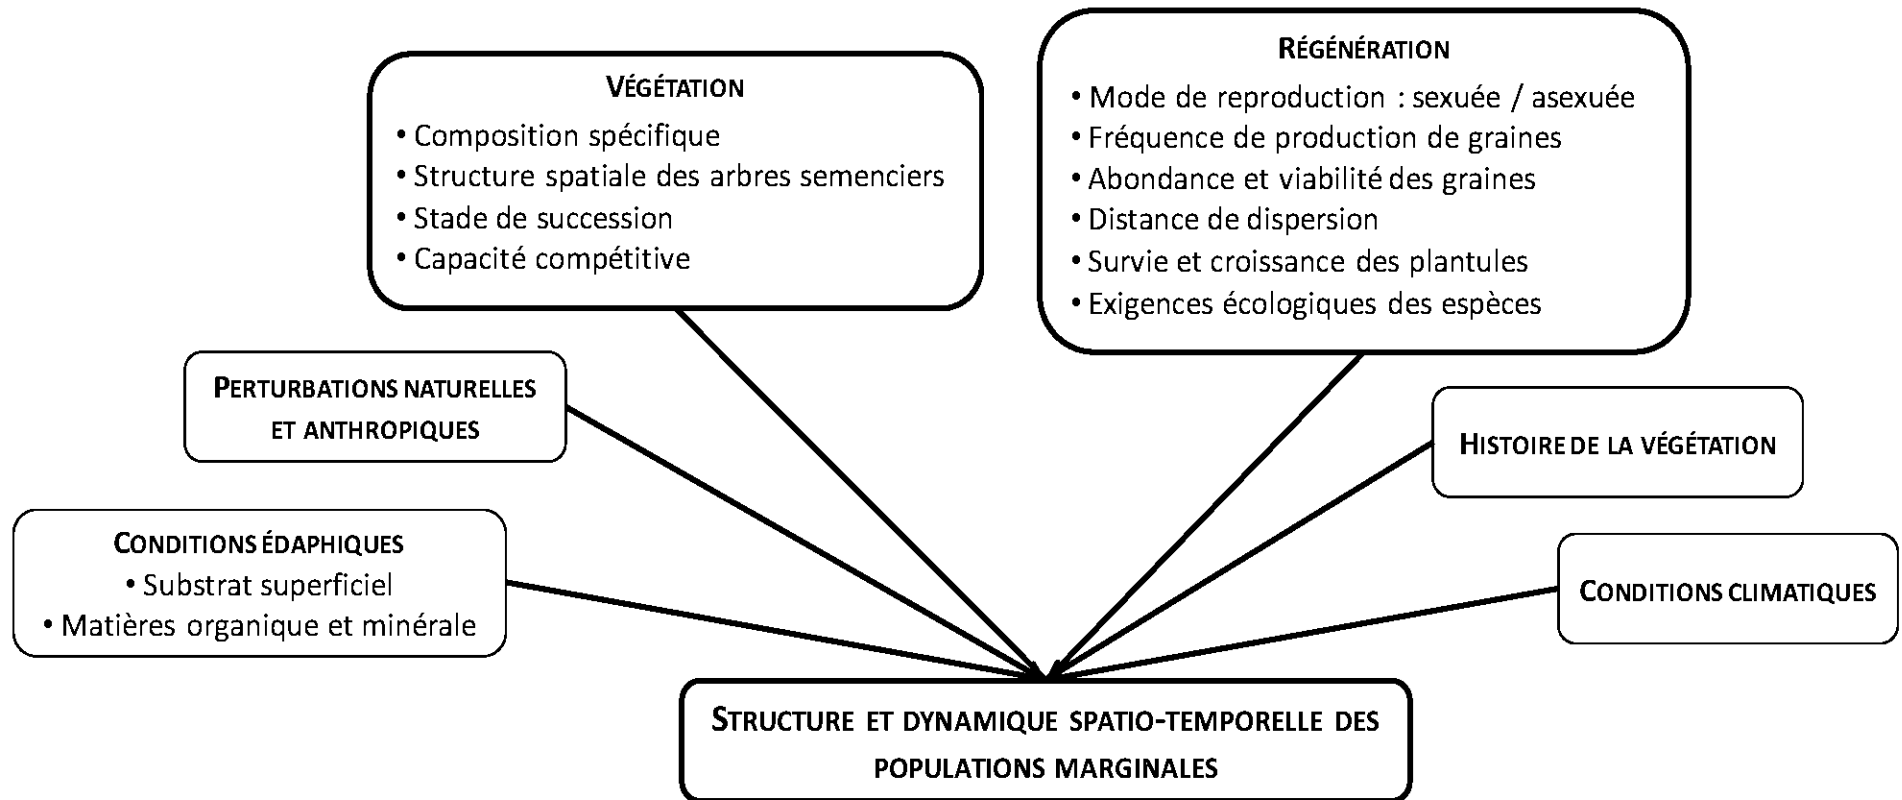 VÉGÉTATION
• Composition spécifique
• Structure spatiale des arbres semenciers
• Stade de succession
• Capacité compétitive
RÉGÉNÉRATION
• Mode de reproduction : sexuée / asexuée
• Fréquence de production de graines
• Abondance et viabilité des graines
• Distance de dispersion
• Survie et croissance des plantules
• Exigences écologiques des espèces
PERTURBATIONS NATURELLES
ET ANTHROPIQUES
HISTOIRE DE LA VÉGÉTATION
CONDITIONS ÉDAPHIQUES
• Substrat superficiel
• Matières organique et minérale
CONDITIONS CLIMATIQUES
STRUCTURE ET DYNAMIQUE SPATIO-TEMPORELLE DES
POPULATIONS MARGINALES